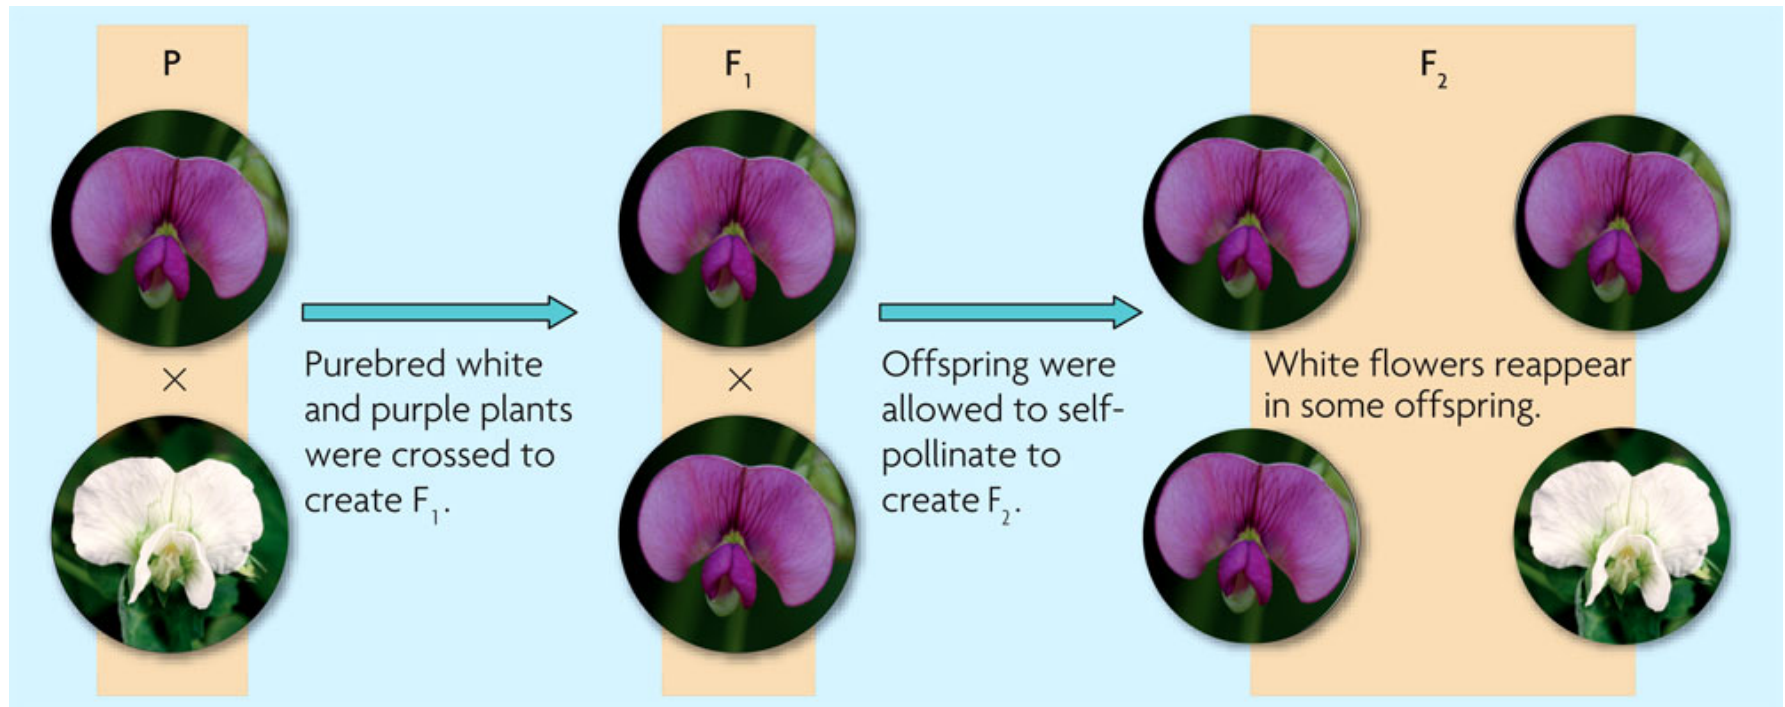 P
F₁
F₂
×
×
Purebred white
and purple plants
were crossed to
create F₁.
Offspring were
allowed to self-
pollinate to
create F₂.
White flowers reappear
in some offspring.